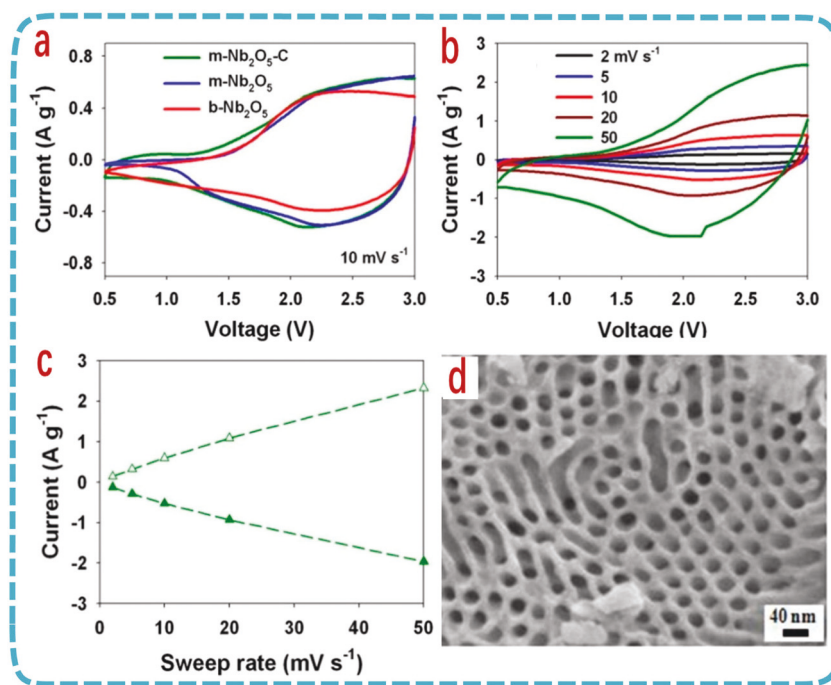 a
0.8
0.4
0.0
-0.4
-0.8
Current (A g⁻¹)
m-Nb₂O₅-C
m-Nb₂O₅
b-Nb₂O₅
10 mV s⁻¹
0.5 1.0 1.5 2.0 2.5 3.0
Voltage (V)
b
3
2
1
0
-1
-2
-3
Current (A g⁻¹)
2 mV s⁻¹
5
10
20
50
0.5 1.0 1.5 2.0 2.5 3.0
Voltage (V)
c
3
2
1
0
-1
-2
-3
Current (A g⁻¹)
0 10 20 30 40 50
Sweep rate (mV s⁻¹)
d
40 nm